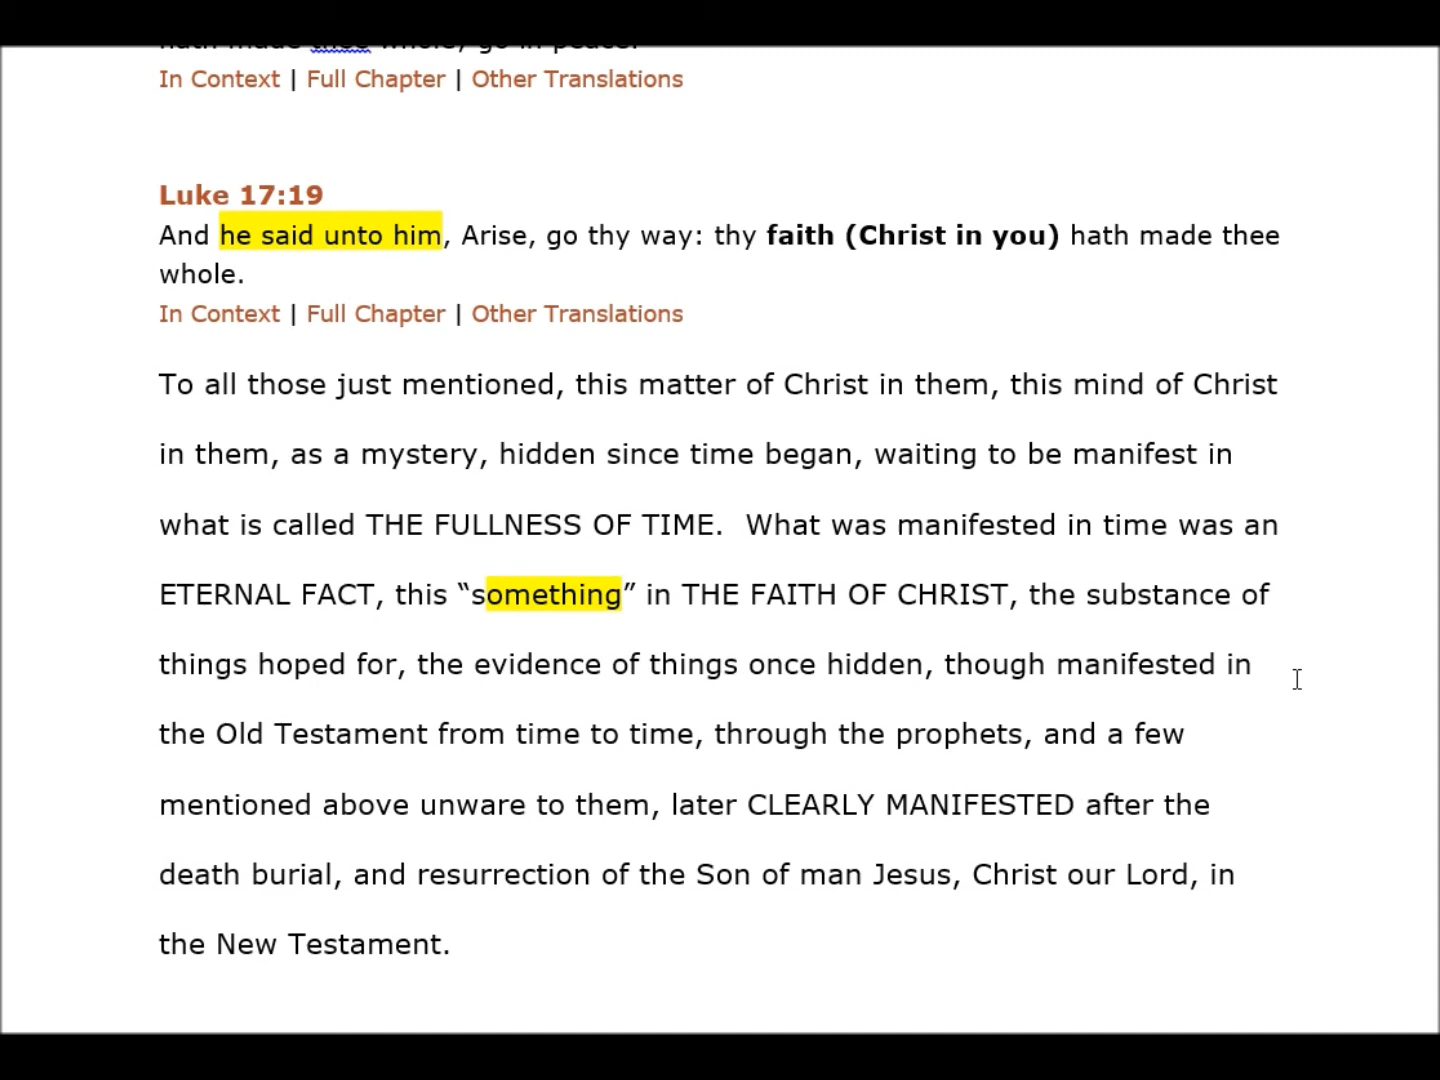 hath made thee whole, go in peace.
In Context | Full Chapter | Other Translations
Luke 17:19
And he said unto him, Arise, go thy way: thy faith (Christ in you) hath made thee
whole.
In Context | Full Chapter | Other Translations
To all those just mentioned, this matter of Christ in them, this mind of Christ
in them, as a mystery, hidden since time began, waiting to be manifest in
what is called THE FULLNESS OF TIME.  What was manifested in time was an
ETERNAL FACT, this “something” in THE FAITH OF CHRIST, the substance of
things hoped for, the evidence of things once hidden, though manifested in
the Old Testament from time to time, through the prophets, and a few
mentioned above unware to them, later CLEARLY MANIFESTED after the
death burial, and resurrection of the Son of man Jesus, Christ our Lord, in
the New Testament.